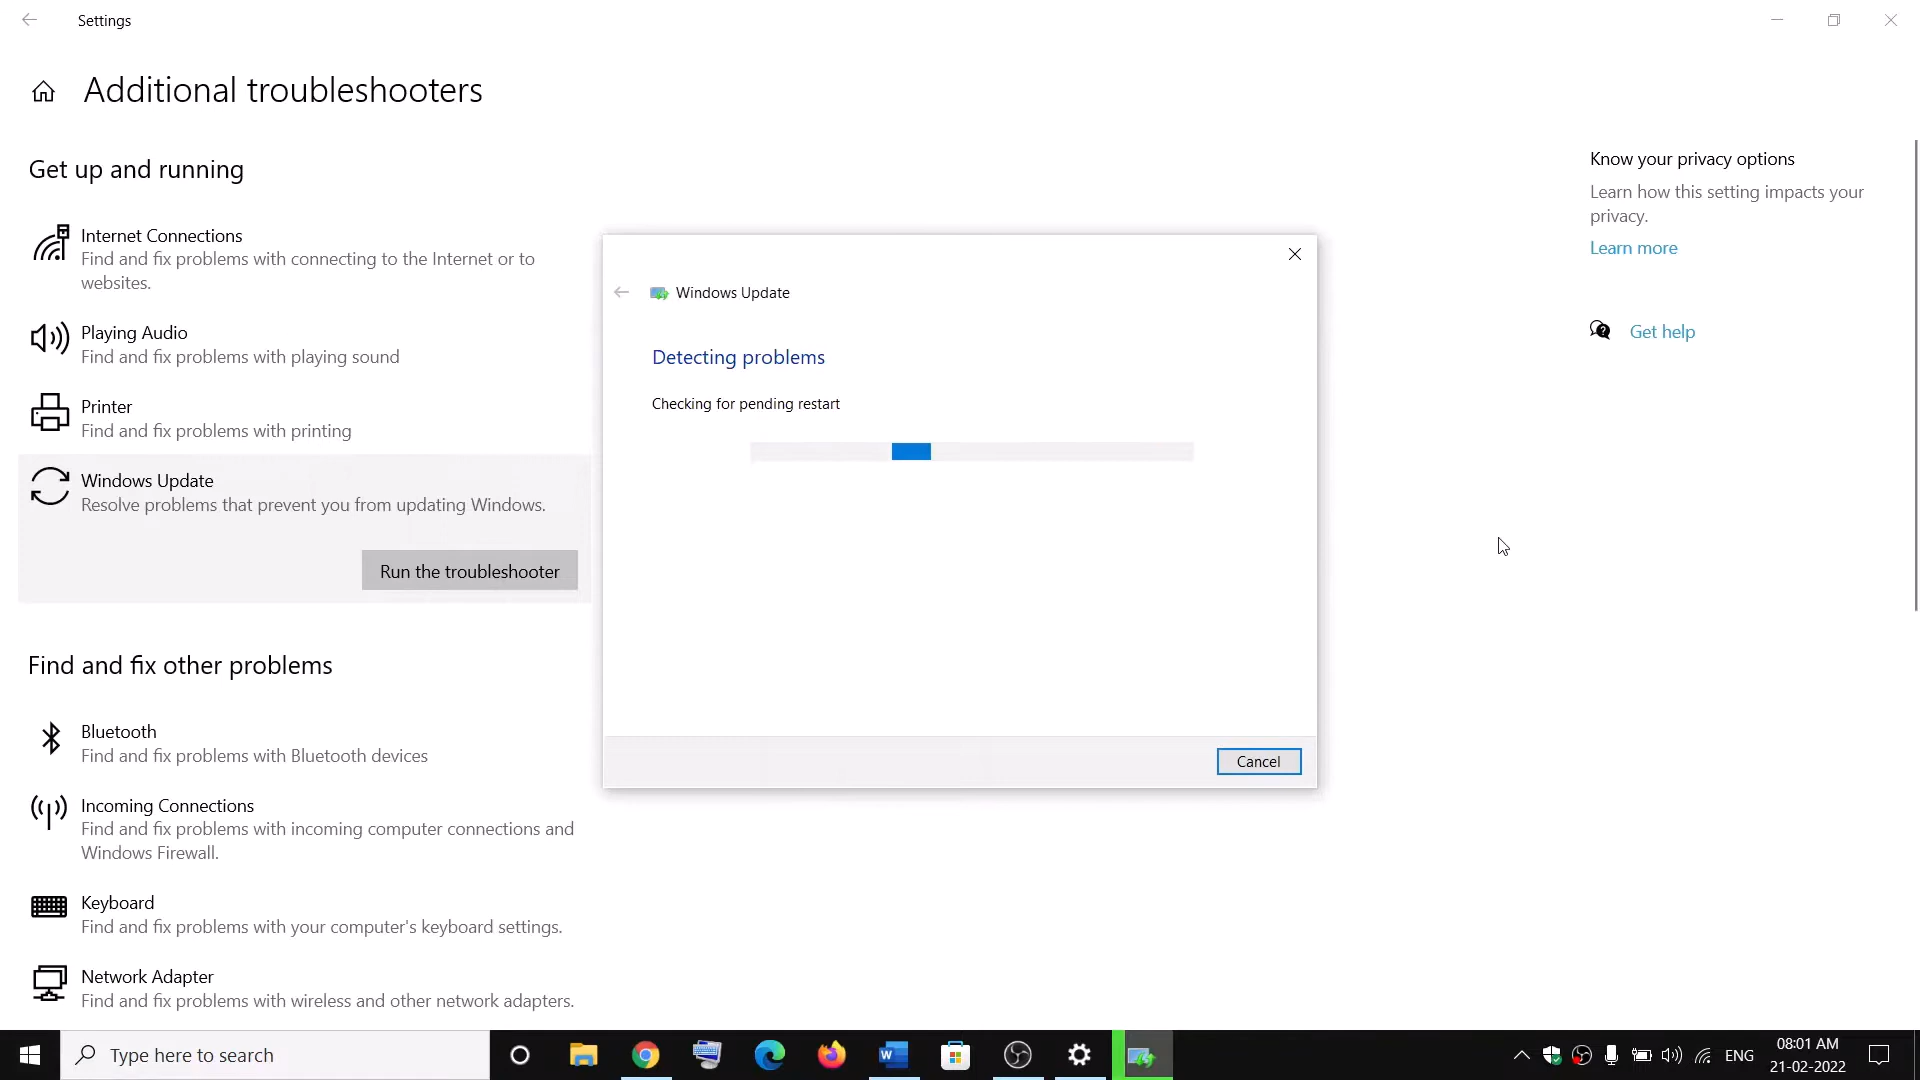 Settings
Additional troubleshooters
Get up and running
Internet Connections
Find and fix problems with connecting to the Internet or to
websites.
Playing Audio
Find and fix problems with playing sound
Printer
Find and fix problems with printing
Windows Update
Resolve problems that prevent you from updating Windows.
Run the troubleshooter
Find and fix other problems
Bluetooth
Find and fix problems with Bluetooth devices
Incoming Connections
Find and fix problems with incoming computer connections and
Windows Firewall.
Keyboard
Find and fix problems with your computer's keyboard settings.
Network Adapter
Find and fix problems with wireless and other network adapters.
Windows Update
Detecting problems
Checking for pending restart
Cancel
Know your privacy options
Learn how this setting impacts your
privacy.
Learn more
Get help
Type here to search
W
ENG
08:01 AM
21-02-2022